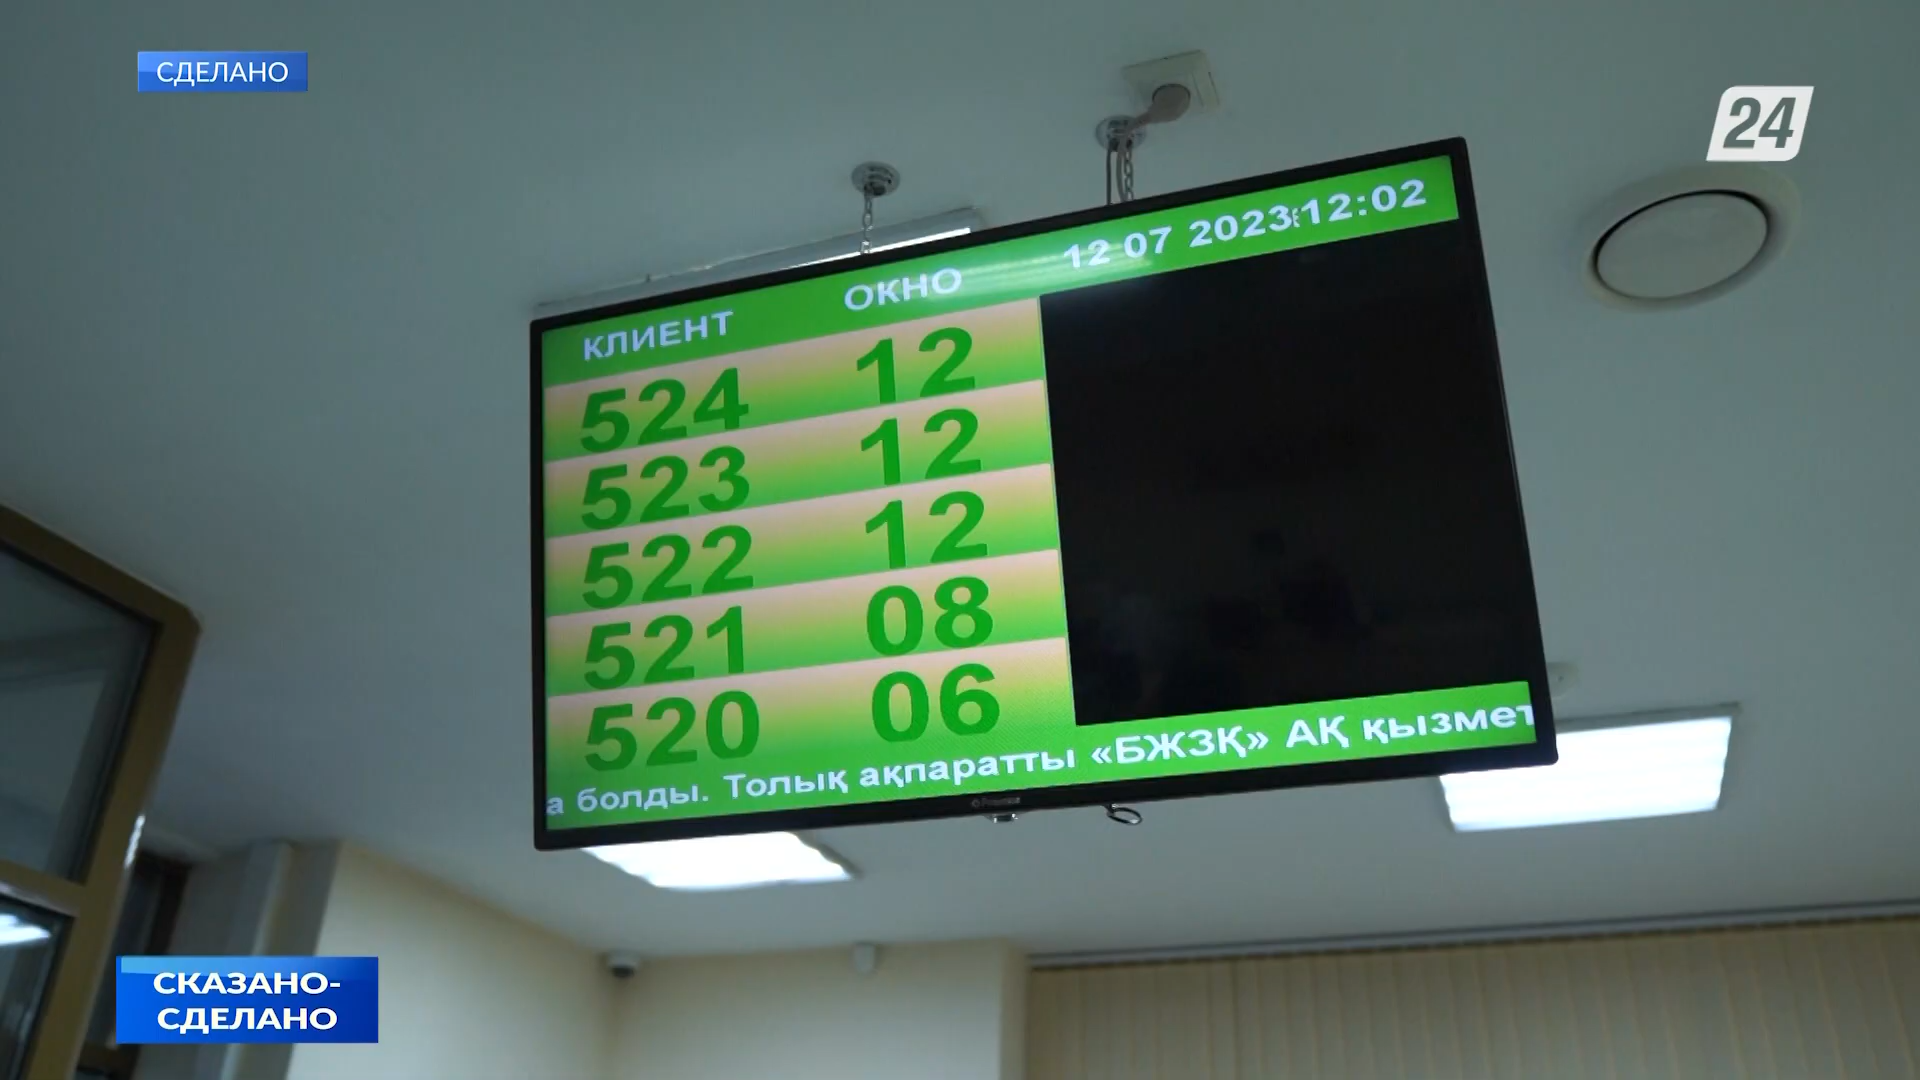 СДЕЛАНО
24
КЛИЕНТ ОКНО 12 07 2023 12:02
524 12
523 12
522 12
521 08
520 06
а болды. Толық ақпаратты «БЖЗҚ» АҚ қызмет
СКАЗАНО-
СДЕЛАНО